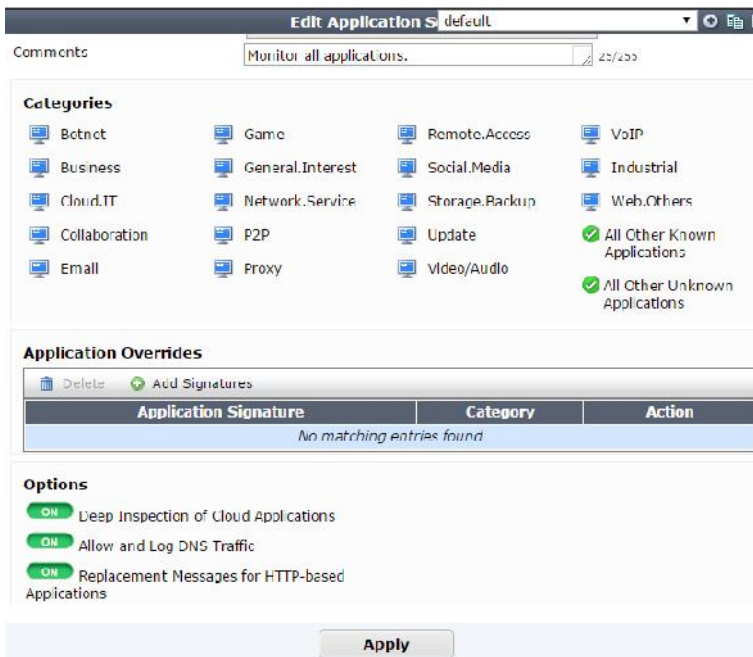 Edit Application S
default
Comments
Monitor all applications.
25/255
Categories
Botnet
Game
Remote.Access
VoIP
Business
General.Interest
Social.Media
Industrial
Cloud.IT
Network.Service
Storage.Backup
Web.Others
Collaboration
P2P
Update
All Other Known
Applications
Email
Proxy
Video/Audio
All Other Unknown
Applications
Application Overrides
Delete
Add Signatures
Application Signature
Category
Action
No matching entries found
Options
ON Deep Inspection of Cloud Applications
ON Allow and Log DNS Traffic
ON Replacement Messages for HTTP-based
Applications
Apply